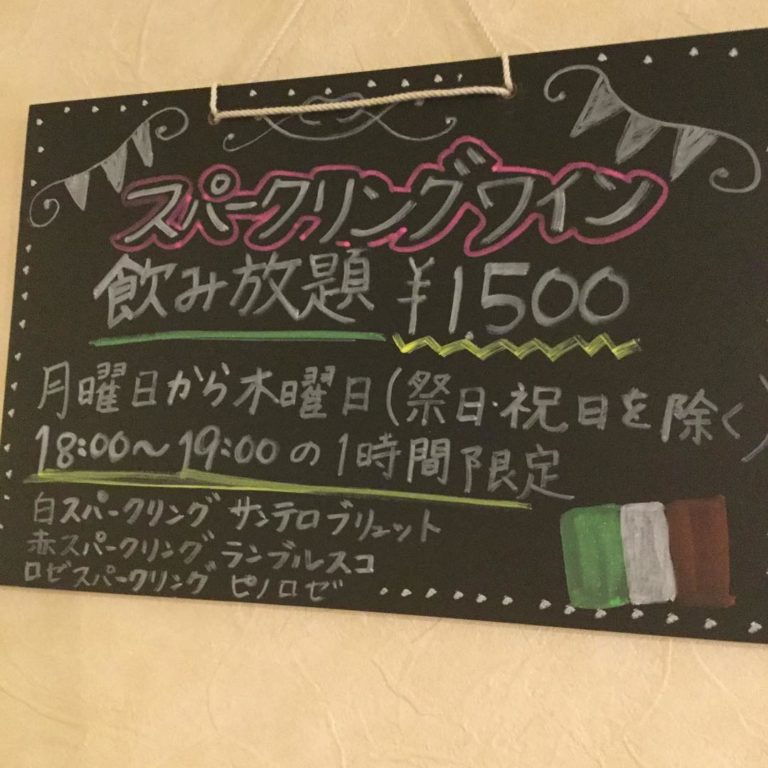 スパークリングワイン
飲み放題 ¥1,500
月曜日から木曜日(祭日・祝日を除く)
18:00～19:00の1時間限定
白スパークリング サンテロブリュット
赤スパークリング ランブルスコ
ロゼスパークリング ピノロゼ